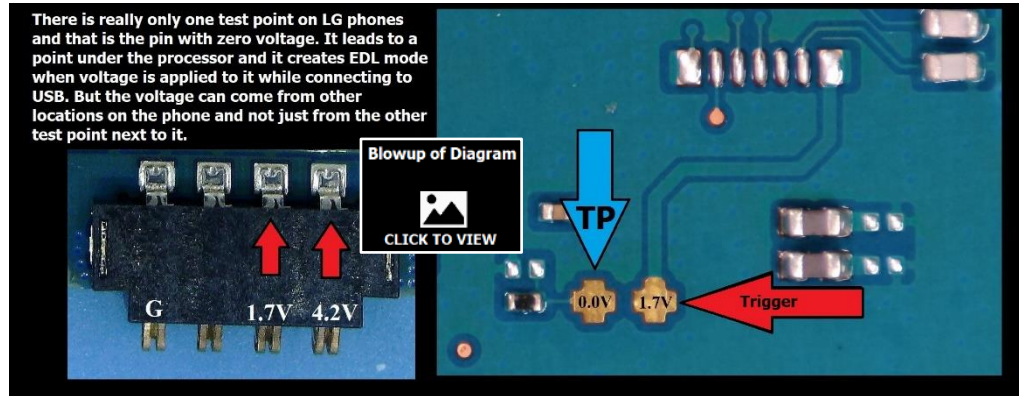 There is really only one test point on LG phones
and that is the pin with zero voltage. It leads to a
point under the processor and it creates EDL mode
when voltage is applied to it while connecting to
USB. But the voltage can come from other
locations on the phone and not just from the other
test point next to it.
Blowup of Diagram
CLICK TO VIEW
G
1.7V
4.2V
TP
0.0V
1.7V
Trigger